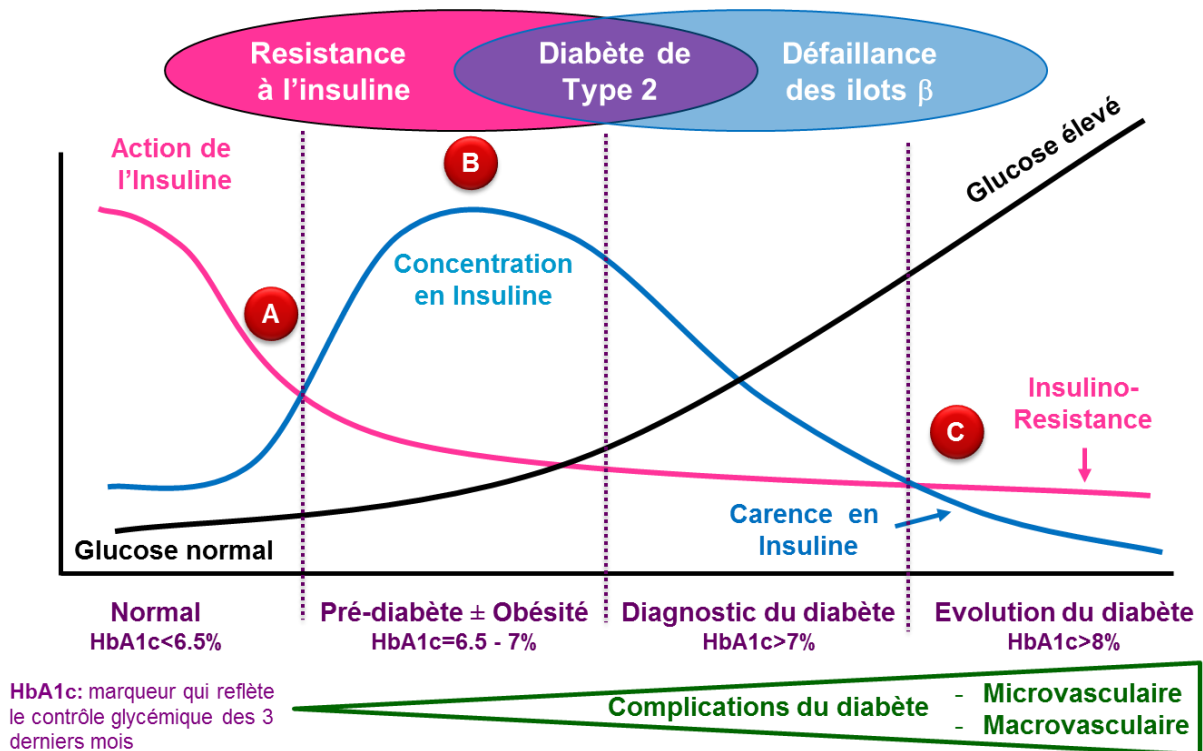 Resistance
à l’insuline
Diabète de
Type 2
Défaillance
des ilots β
Action de
l’Insuline
A
B
Concentration
en Insuline
Glucose élevé
Insulino-
Resistance
C
Carence en
Insuline
Glucose normal
Normal
HbA1c<6.5%
Pré-diabète ± Obésité
HbA1c=6.5 - 7%
Diagnostic du diabète
HbA1c>7%
Evolution du diabète
HbA1c>8%
HbA1c: marqueur qui reflète
le contrôle glycémique des 3
derniers mois
Complications du diabète
- Microvasculaire
- Macrovasculaire